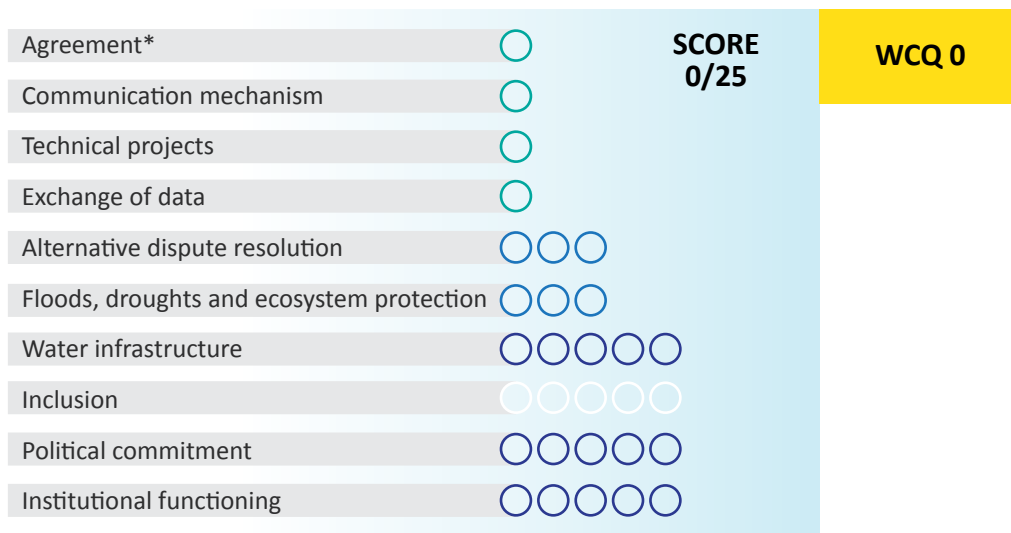 Agreement*
SCORE
0/25
WCQ 0
Communication mechanism
Technical projects
Exchange of data
Alternative dispute resolution
Floods, droughts and ecosystem protection
Water infrastructure
Inclusion
Political commitment
Institutional functioning